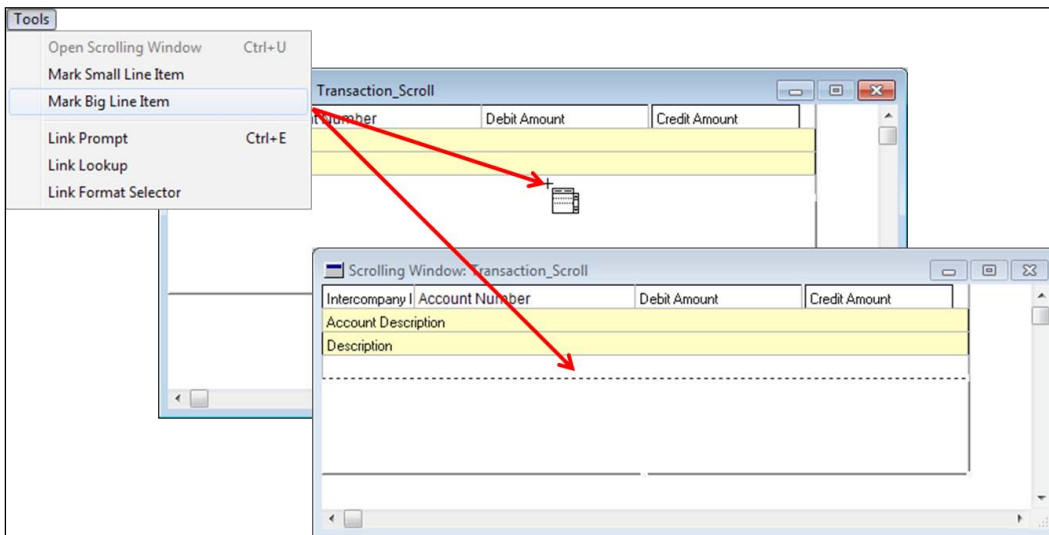 Tools
Open Scrolling Window Ctrl+U
Mark Small Line Item
Mark Big Line Item
Link Prompt Ctrl+E
Link Lookup
Link Format Selector
Transaction_Scroll
t Number Debit Amount Credit Amount
Scrolling Window: Transaction_Scroll
Intercompany I Account Number Debit Amount Credit Amount
Account Description
Description